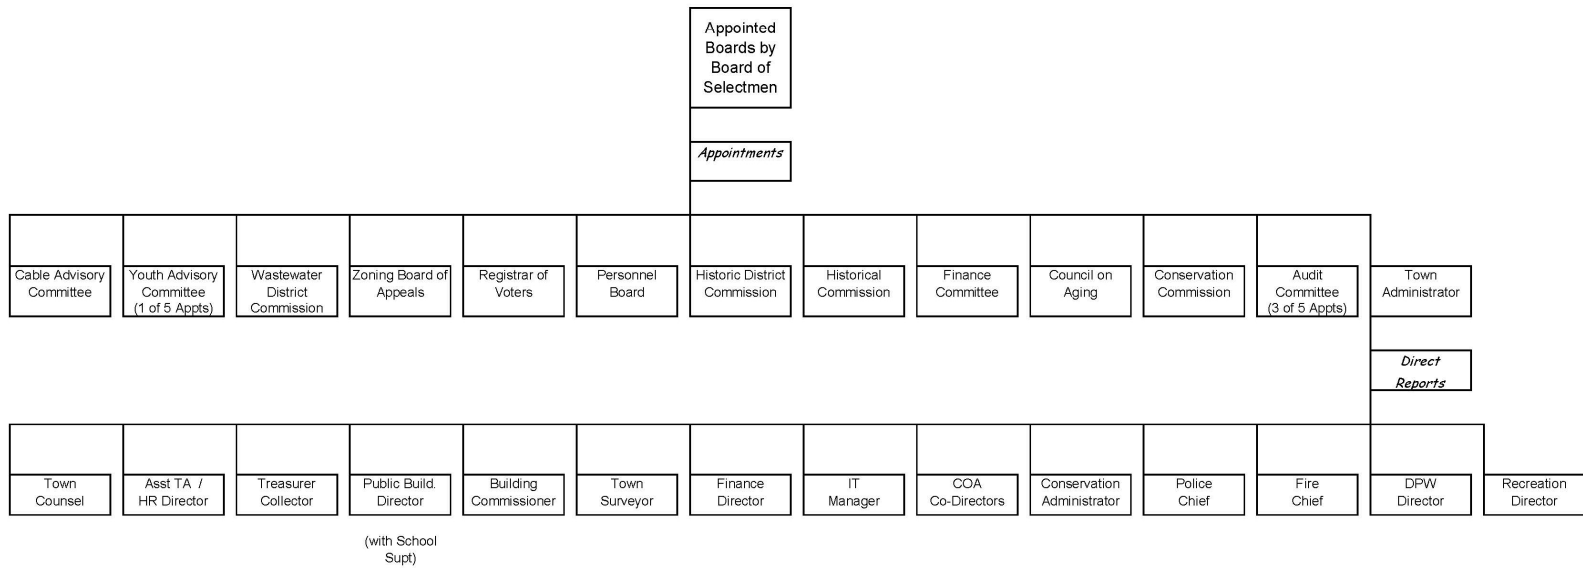 Appointed
Boards by
Board of
Selectmen
Appointments
Cable Advisory
Committee
Youth Advisory
Committee
(1 of 5 Appts)
Wastewater
District
Commission
Zoning Board of
Appeals
Registrar of
Voters
Personnel
Board
Historic District
Commission
Historical
Commission
Finance
Committee
Council on
Aging
Conservation
Commission
Audit
Committee
(3 of 5 Appts)
Town
Administrator
Direct
Reports
Town
Counsel
Asst TA /
HR Director
Treasurer
Collector
Public Build.
Director
(with School
Supt)
Building
Commissioner
Town
Surveyor
Finance
Director
IT
Manager
COA
Co-Directors
Conservation
Administrator
Police
Chief
Fire
Chief
DPW
Director
Recreation
Director